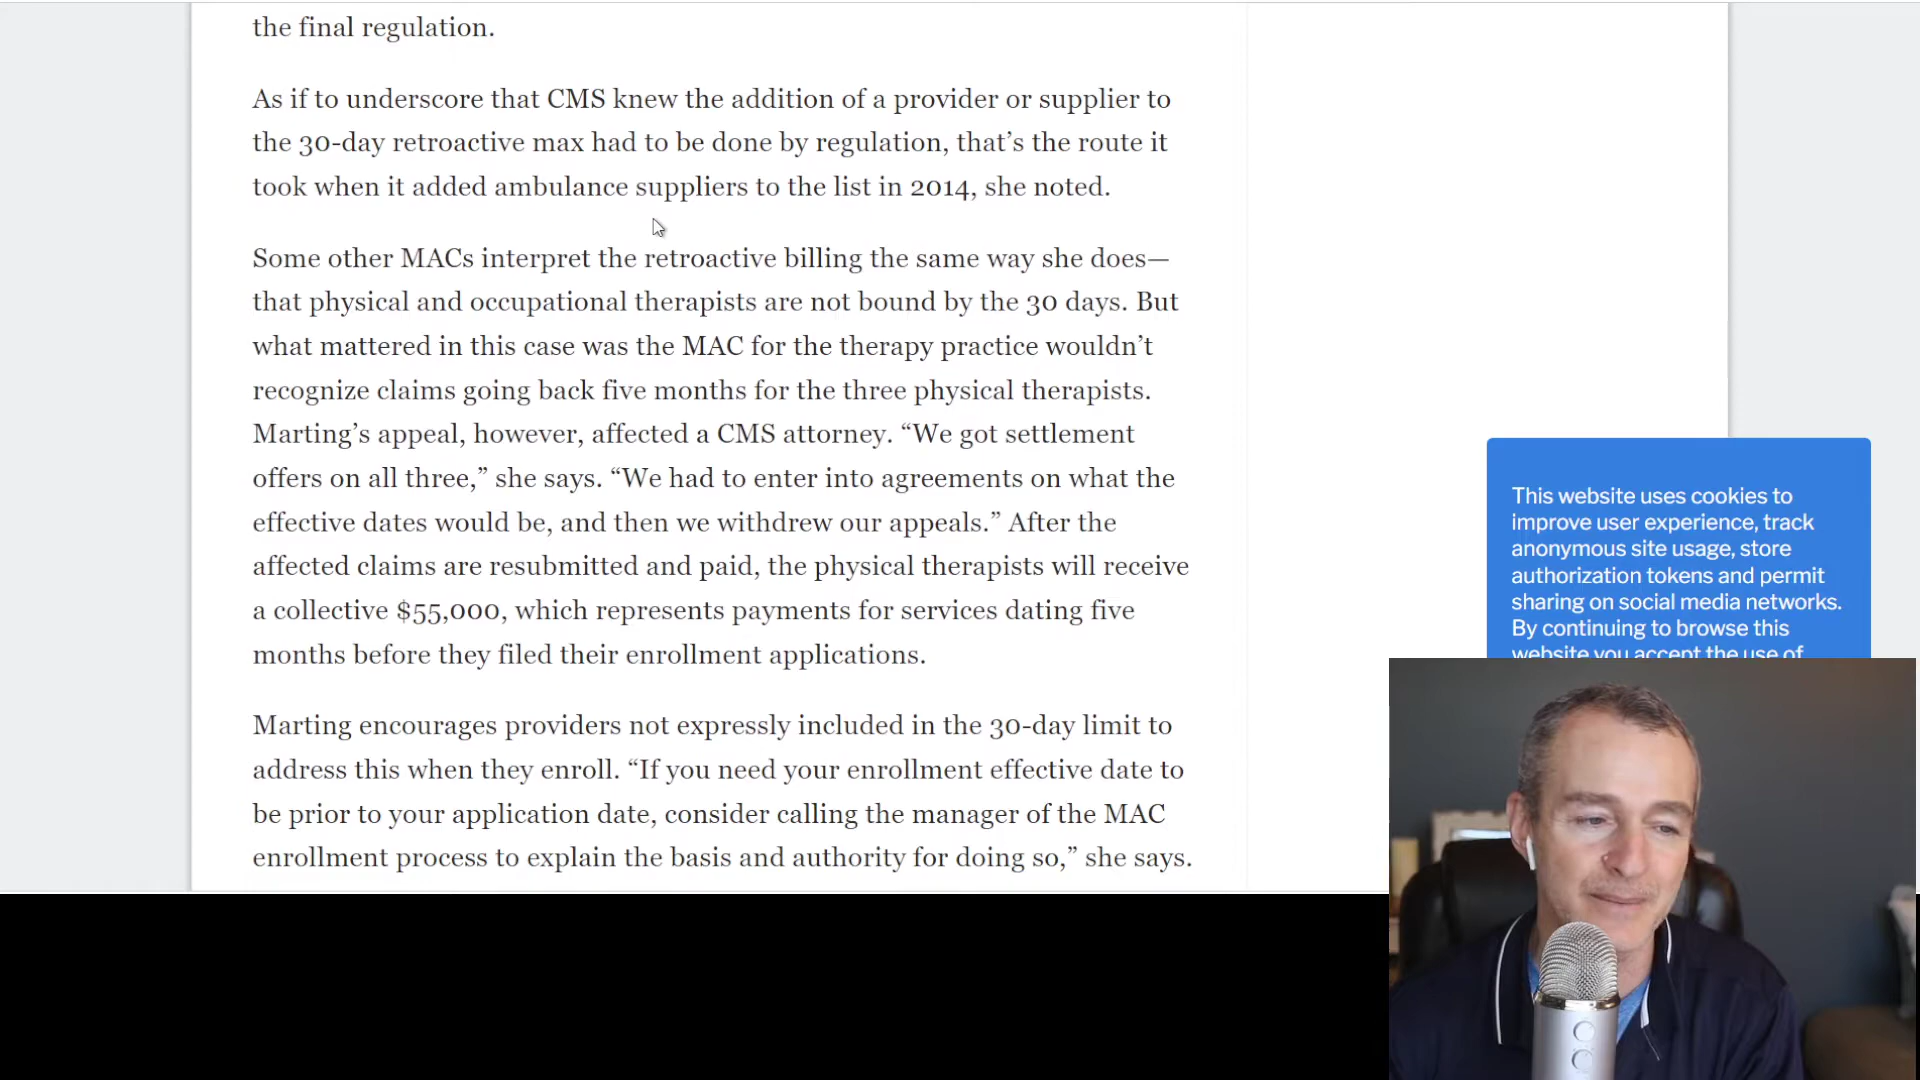 the final regulation.
As if to underscore that CMS knew the addition of a provider or supplier to
the 30-day retroactive max had to be done by regulation, that’s the route it
took when it added ambulance suppliers to the list in 2014, she noted.
Some other MACs interpret the retroactive billing the same way she does—
that physical and occupational therapists are not bound by the 30 days. But
what mattered in this case was the MAC for the therapy practice wouldn’t
recognize claims going back five months for the three physical therapists.
Marting’s appeal, however, affected a CMS attorney. “We got settlement
offers on all three,” she says. “We had to enter into agreements on what the
effective dates would be, and then we withdrew our appeals.” After the
affected claims are resubmitted and paid, the physical therapists will receive
a collective $55,000, which represents payments for services dating five
months before they filed their enrollment applications.
Marting encourages providers not expressly included in the 30-day limit to
address this when they enroll. “If you need your enrollment effective date to
be prior to your application date, consider calling the manager of the MAC
enrollment process to explain the basis and authority for doing so,” she says.
This website uses cookies to
improve user experience, track
anonymous site usage, store
authorization tokens and permit
sharing on social media networks.
By continuing to browse this
website you accept the use of